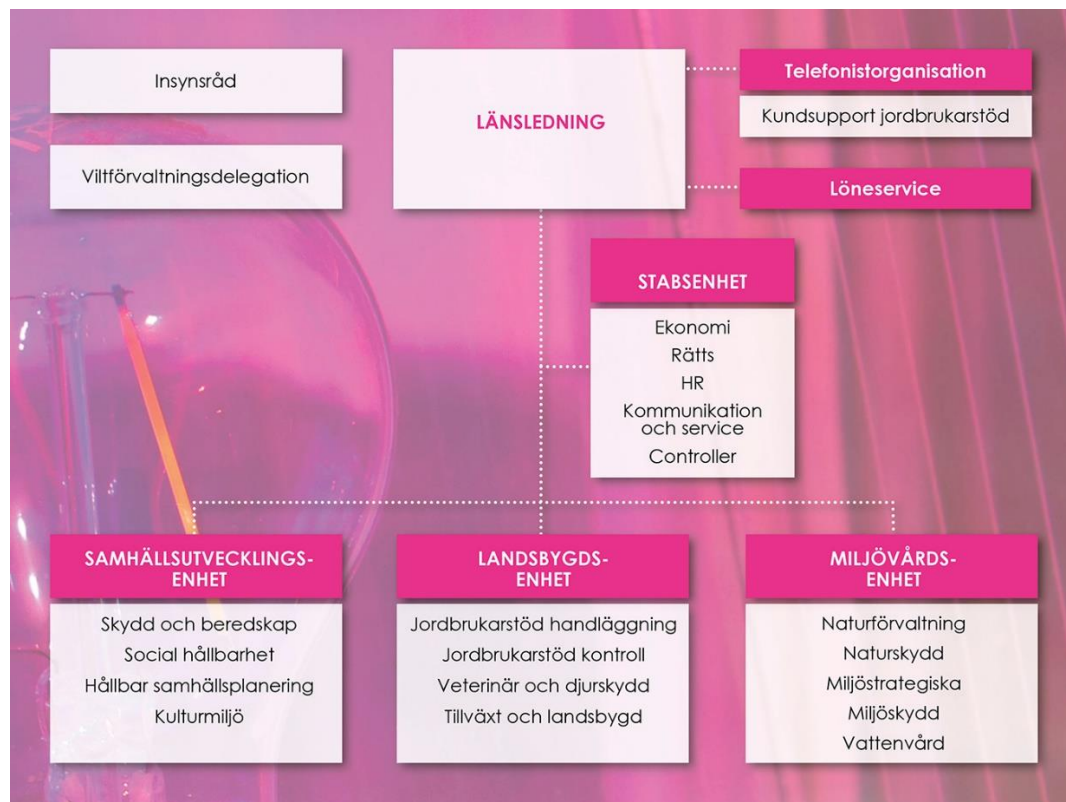 Insynsråd
Viltförvaltningsdelegation
LÄNSLEDNING
Telefonistorganisation
Kundsupport jordbrukarstöd
Löneservice
STABSENHET
Ekonomi
Rätts
HR
Kommunikation
och service
Controller
SAMHÄLLSUTVECKLINGS-
ENHET
Skydd och beredskap
Social hållbarhet
Hållbar samhällsplanering
Kulturmiljö
LANDSBYGDS-
ENHET
Jordbrukarstöd handläggning
Jordbrukarstöd kontroll
Veterinär och djurskydd
Tillväxt och landsbygd
MILJÖVÅRDS-
ENHET
Naturförvaltning
Naturskydd
Miljöstrategiska
Miljöskydd
Vattenvård